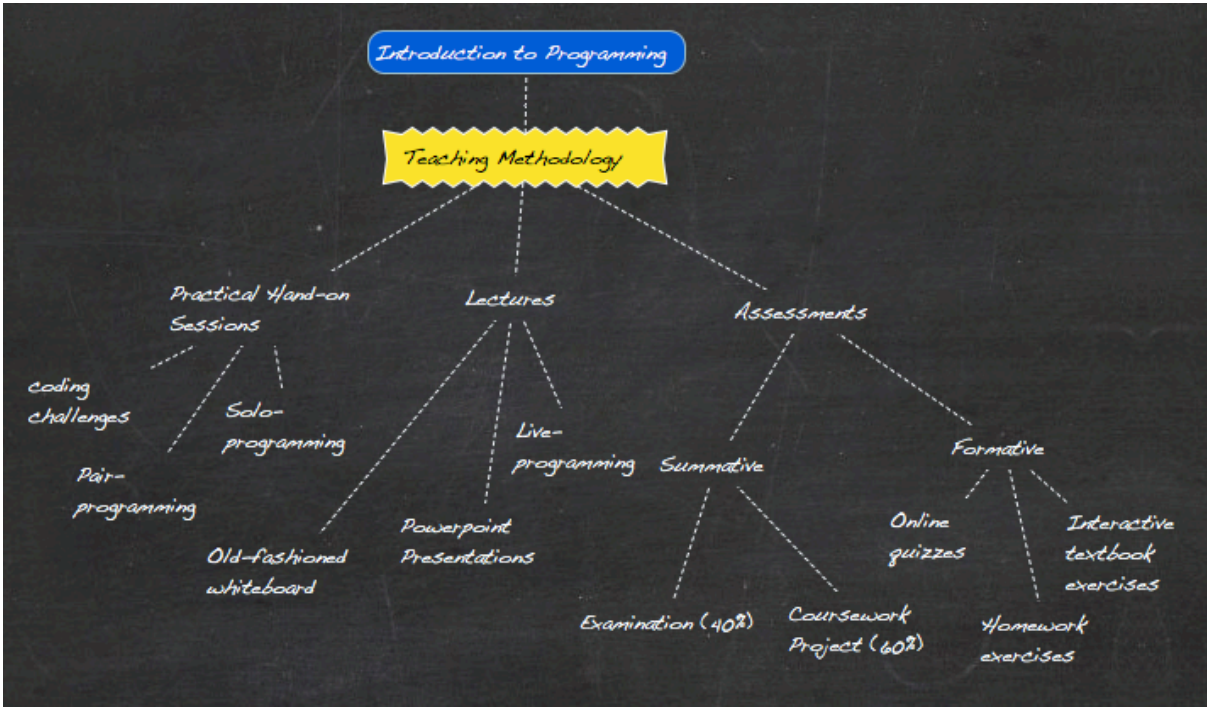 Introduction to Programming
Teaching Methodology
Practical Hand-on
Sessions
Lectures
Assessments
coding
challenges
Solo-
programming
Pair-
programming
Live-
programming
Old-fashioned
whiteboard
Powerpoint
Presentations
Summative
Formative
Examination (40%)
Coursework
Project (60%)
Online
quizzes
Homework
exercises
Interactive
textbook
exercises